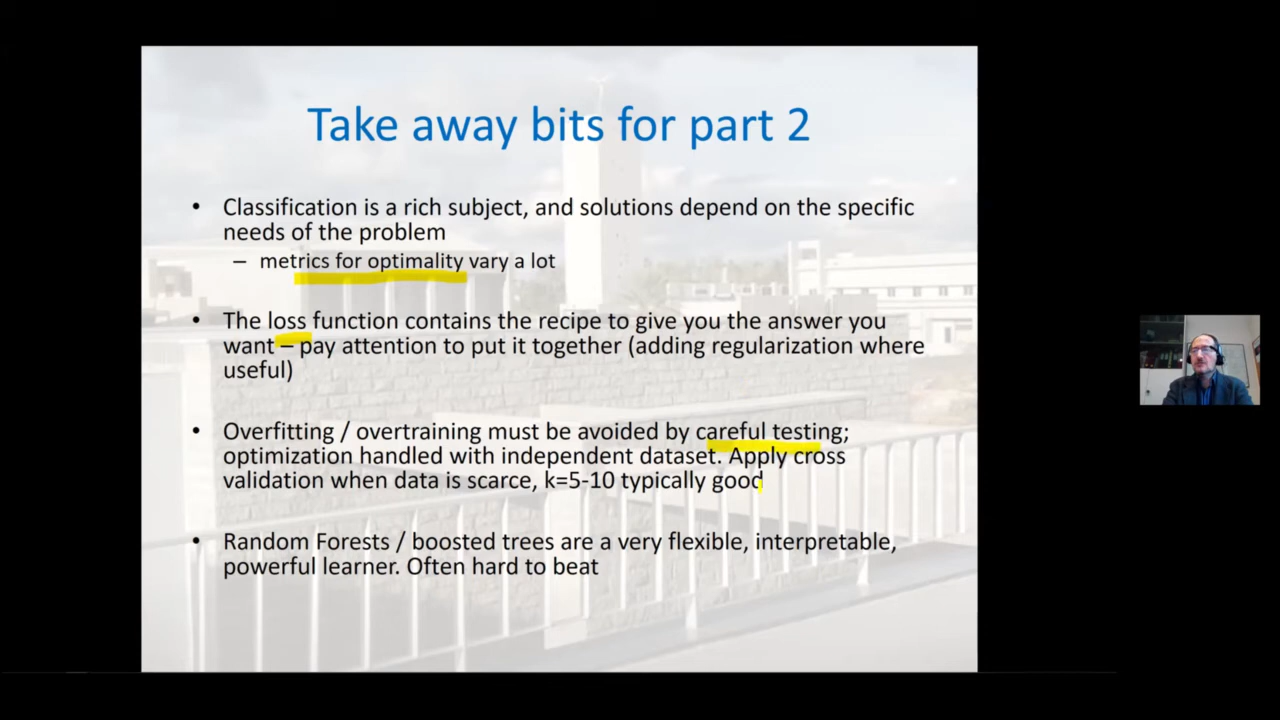 Take away bits for part 2
• Classification is a rich subject, and solutions depend on the specific
needs of the problem
– metrics for optimality vary a lot
• The loss function contains the recipe to give you the answer you
want – pay attention to put it together (adding regularization where
useful)
• Overfitting / overtraining must be avoided by careful testing;
optimization handled with independent dataset. Apply cross
validation when data is scarce, k=5-10 typically good
• Random Forests / boosted trees are a very flexible, interpretable,
powerful learner. Often hard to beat